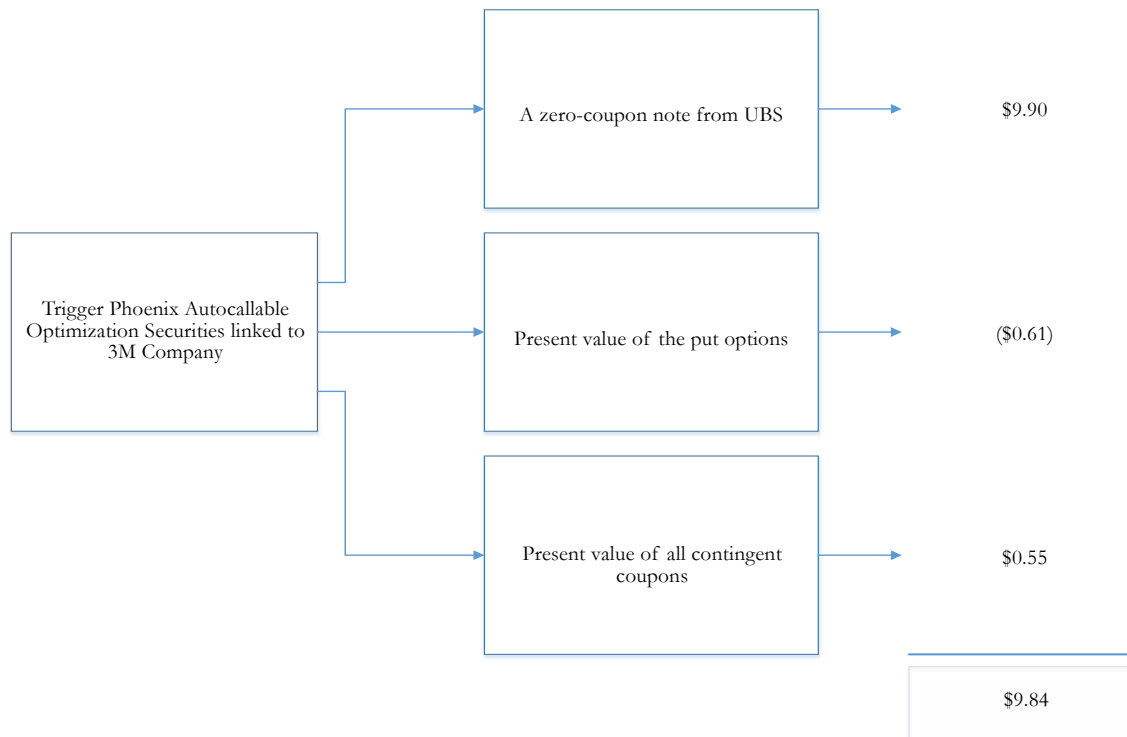 A zero-coupon note from UBS
$9.90
Trigger Phoenix Autocallable
Optimization Securities linked to
3M Company
Present value of the put options
($0.61)
Present value of all contingent
coupons
$0.55
$9.84